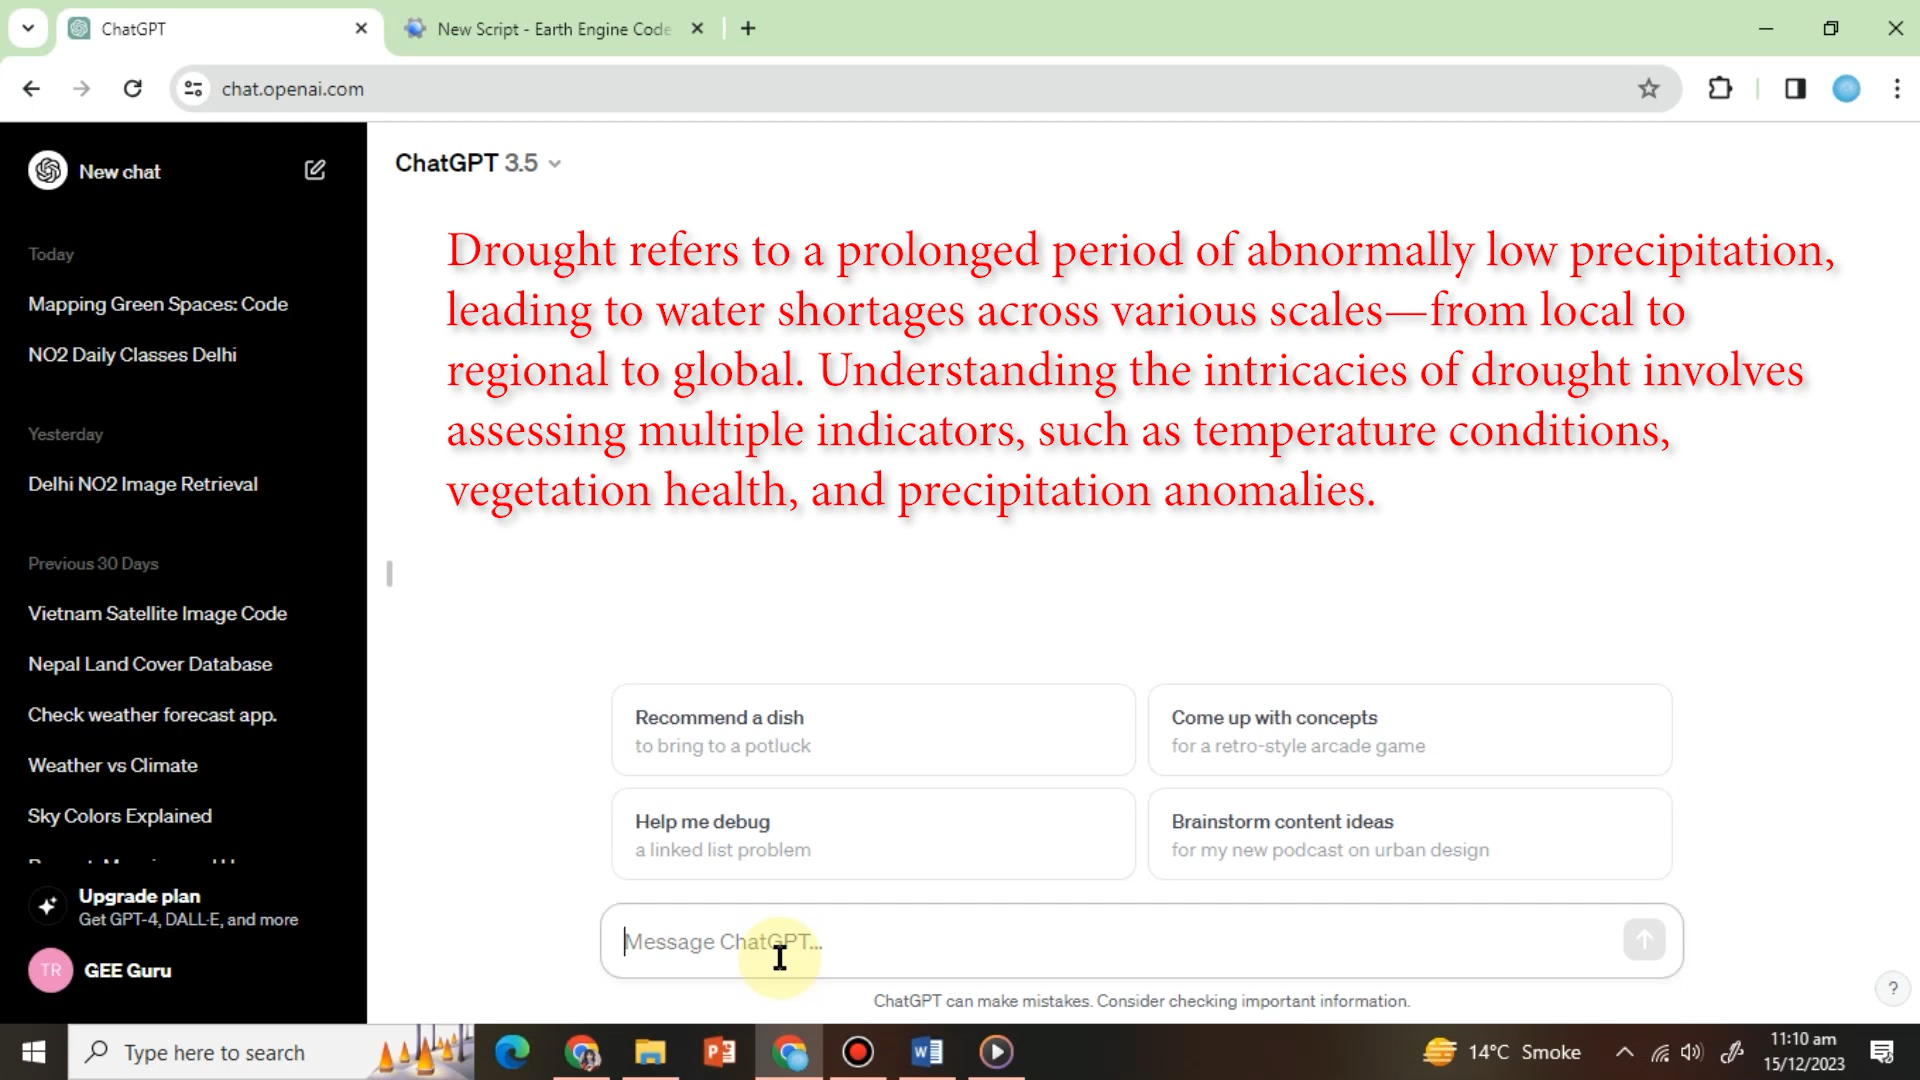 ChatGPT
New Script - Earth Engine Code
chat.openai.com
New chat
ChatGPT 3.5
Today
Mapping Green Spaces: Code
NO2 Daily Classes Delhi
Yesterday
Delhi NO2 Image Retrieval
Previous 30 Days
Vietnam Satellite Image Code
Nepal Land Cover Database
Check weather forecast app.
Weather vs Climate
Sky Colors Explained
Upgrade plan
Get GPT-4, DALL·E, and more
TR
GEE Guru
Drought refers to a prolonged period of abnormally low precipitation,
leading to water shortages across various scales—from local to
regional to global. Understanding the intricacies of drought involves
assessing multiple indicators, such as temperature conditions,
vegetation health, and precipitation anomalies.
Recommend a dish
to bring to a potluck
Come up with concepts
for a retro-style arcade game
Help me debug
a linked list problem
Brainstorm content ideas
for my new podcast on urban design
Message ChatGPT...
ChatGPT can make mistakes. Consider checking important information.
?
Type here to search
14°C Smoke
11:10 am
15/12/2023